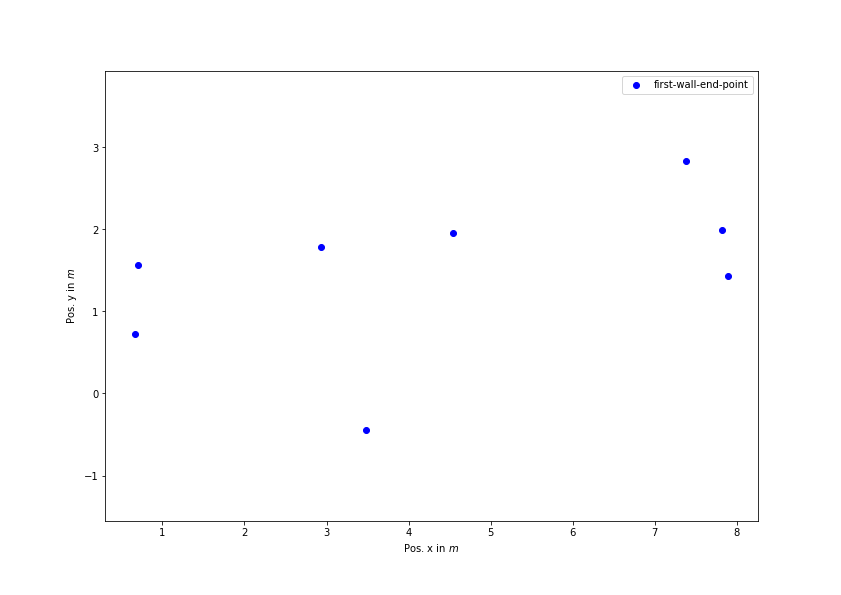 first-wall-end-point
3
2
1
0
−1
Pos. y in m
1 2 3 4 5 6 7 8
Pos. x in m